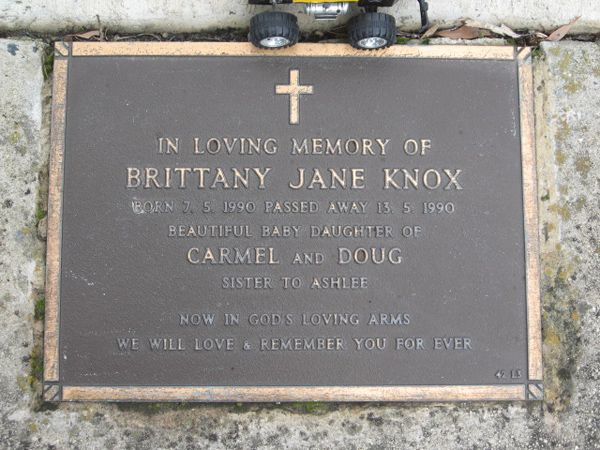 IN LOVING MEMORY OF
BRITTANY JANE KNOX
BORN 7. 5. 1990 PASSED AWAY 13. 5. 1990
BEAUTIFUL BABY DAUGHTER OF
CARMEL AND DOUG
SISTER TO ASHLEE
NOW IN GOD'S LOVING ARMS
WE WILL LOVE & REMEMBER YOU FOR EVER